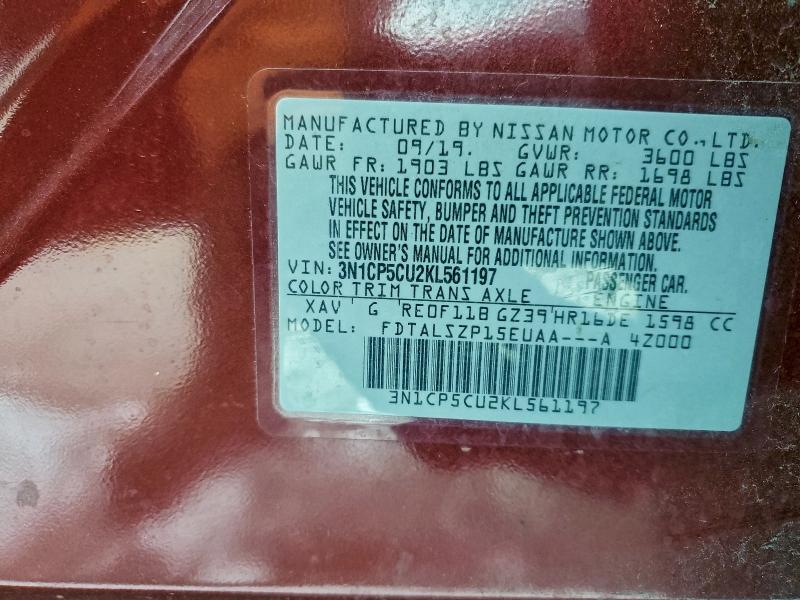 MANUFACTURED BY NISSAN MOTOR CO., LTD.
DATE: 09/19. GVWR: 3600 LBS
GAWR FR: 1903 LBS GAWR RR: 1698 LBS
THIS VEHICLE CONFORMS TO ALL APPLICABLE FEDERAL MOTOR
VEHICLE SAFETY, BUMPER AND THEFT PREVENTION STANDARDS
IN EFFECT ON THE DATE OF MANUFACTURE SHOWN ABOVE.
SEE OWNER'S MANUAL FOR ADDITIONAL INFORMATION.
VIN: 3N1CP5CU2KL561197 PASSENGER CAR.
COLOR TRIM TRANS AXLE ENGINE
XAV G RE0F11B GZ39 HR16DE 1598 CC
MODEL: FDTALSZP15EUAA---A 4Z000
3N1CP5CU2KL561197